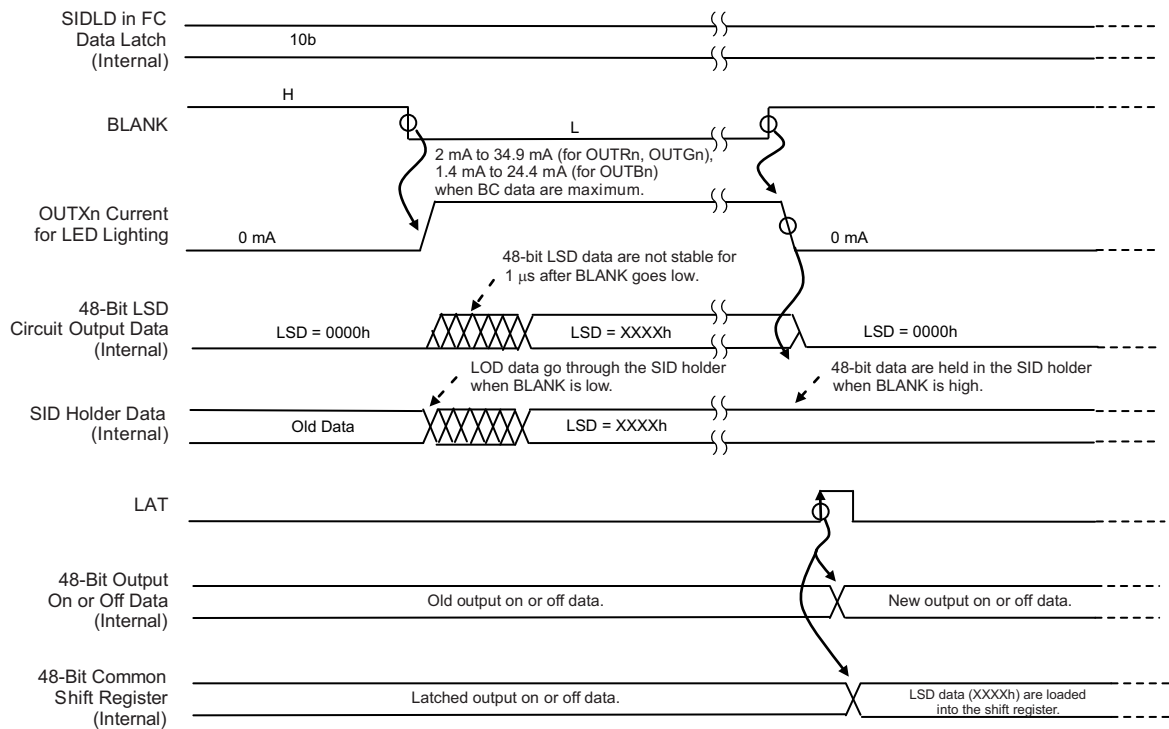 SIDLD in FC
Data Latch
(Internal)
10b
H
BLANK
L
2 mA to 34.9 mA (for OUTRn, OUTGn),
1.4 mA to 24.4 mA (for OUTBn)
when BC data are maximum.
OUTXn Current
for LED Lighting
0 mA
0 mA
48-bit LSD data are not stable for
1 μs after BLANK goes low.
48-Bit LSD
Circuit Output Data
(Internal)
LSD = 0000h
LSD = XXXXh
LSD = 0000h
LOD data go through the SID holder
when BLANK is low.
48-bit data are held in the SID holder
when BLANK is high.
SID Holder Data
(Internal)
Old Data
LSD = XXXXh
LAT
48-Bit Output
On or Off Data
(Internal)
Old output on or off data.
New output on or off data.
48-Bit Common
Shift Register
(Internal)
Latched output on or off data.
LSD data (XXXXh) are loaded
into the shift register.